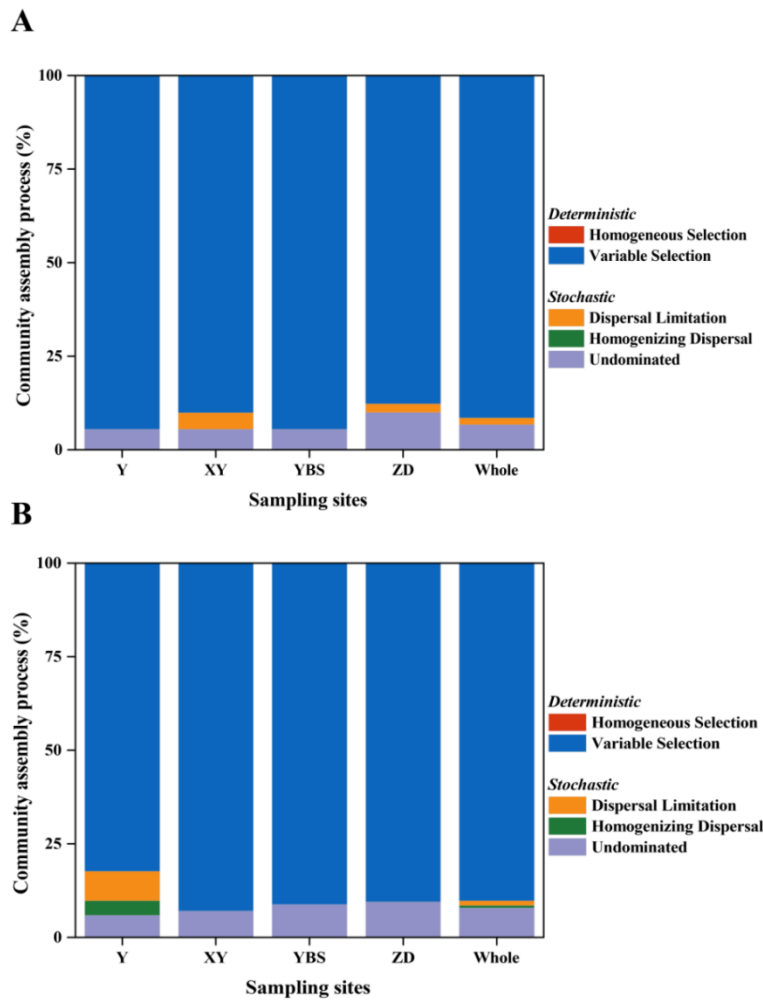 A
Community assembly process (%)
100
75
50
25
0
Y XY YBS ZD Whole
Sampling sites
Deterministic
Homogeneous Selection
Variable Selection
Stochastic
Dispersal Limitation
Homogenizing Dispersal
Undominated
B
Community assembly process (%)
100
75
50
25
0
Y XY YBS ZD Whole
Sampling sites
Deterministic
Homogeneous Selection
Variable Selection
Stochastic
Dispersal Limitation
Homogenizing Dispersal
Undominated